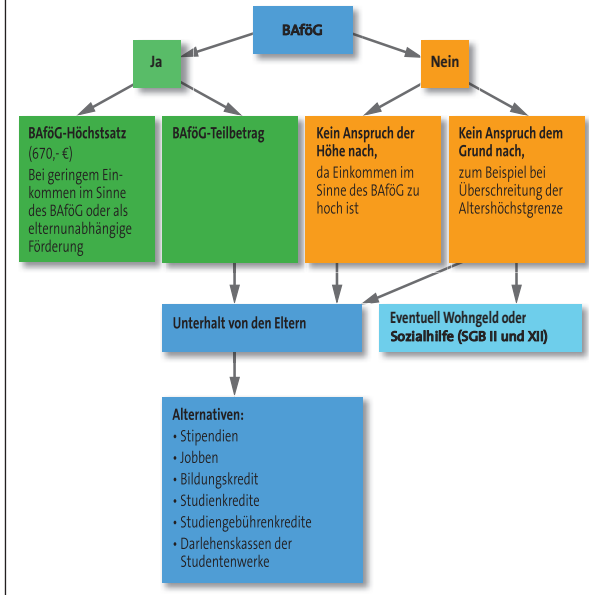 BAföG
Ja
Nein
BAföG-Höchstsatz
(670,- €)
Bei geringem Ein-
kommen im Sinne
des BAföG oder als
elternunabhängige
Förderung
BAföG-Teilbetrag
Kein Anspruch der
Höhe nach,
da Einkommen im
Sinne des BAföG zu
hoch ist
Kein Anspruch dem
Grund nach,
zum Beispiel bei
Überschreitung der
Altershöchstgrenze
Unterhalt von den Eltern
Eventuell Wohngeld oder
Sozialhilfe (SGB II und XII)
Alternativen:
• Stipendien
• Jobben
• Bildungskredit
• Studienkredite
• Studiengebührenkredite
• Darlehenskassen der
Studentenwerke